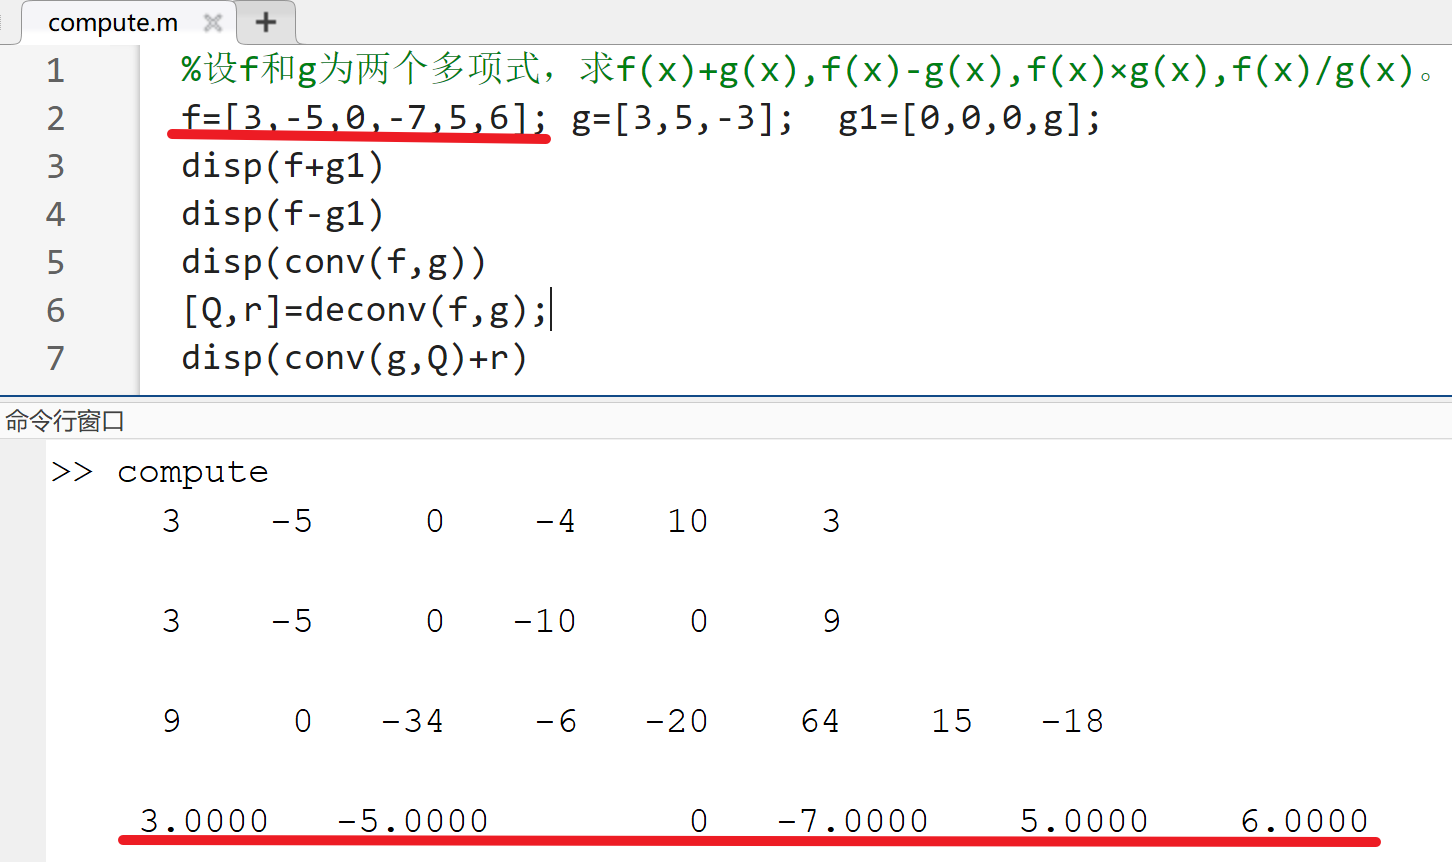 compute.m
1 %设f和g为两个多项式，求f(x)+g(x),f(x)-g(x),f(x)×g(x),f(x)/g(x)。
2 f=[3,-5,0,-7,5,6]; g=[3,5,-3];  g1=[0,0,0,g];
3 disp(f+g1)
4 disp(f-g1)
5 disp(conv(f,g))
6 [Q,r]=deconv(f,g);
7 disp(conv(g,Q)+r)
命令行窗口
>> compute
3 -5 0 -4 10 3
3 -5 0 -10 0 9
9 0 -34 -6 -20 64 15 -18
3.0000 -5.0000 0 -7.0000 5.0000 6.0000